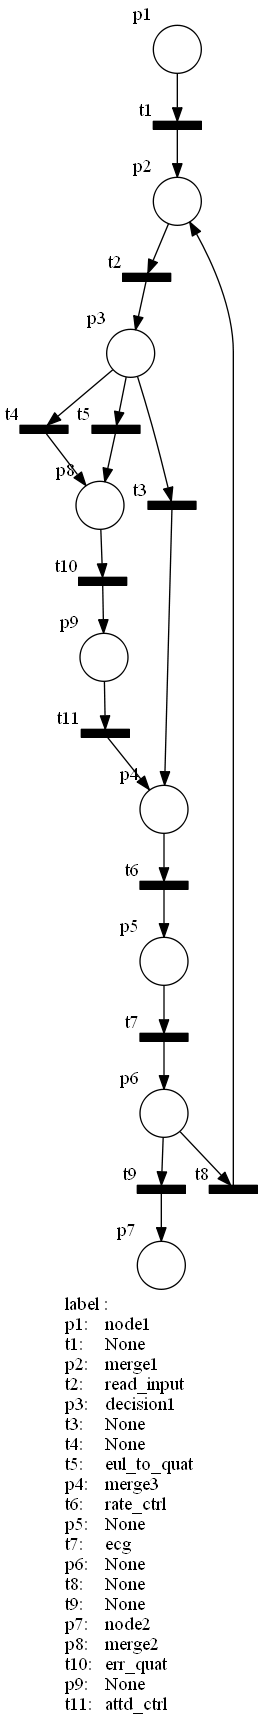 p1
t1
p2
t2
p3
t4
t5
p8
t3
t10
p9
t11
p4
t6
p5
t7
p6
t9
t8
p7
label :
p1: node1
t1: None
p2: merge1
t2: read_input
p3: decision1
t3: None
t4: None
t5: eul_to_quat
p4: merge3
t6: rate_ctrl
p5: None
t7: ecg
p6: None
t8: None
t9: None
p7: node2
p8: merge2
t10: err_quat
p9: None
t11: attd_ctrl